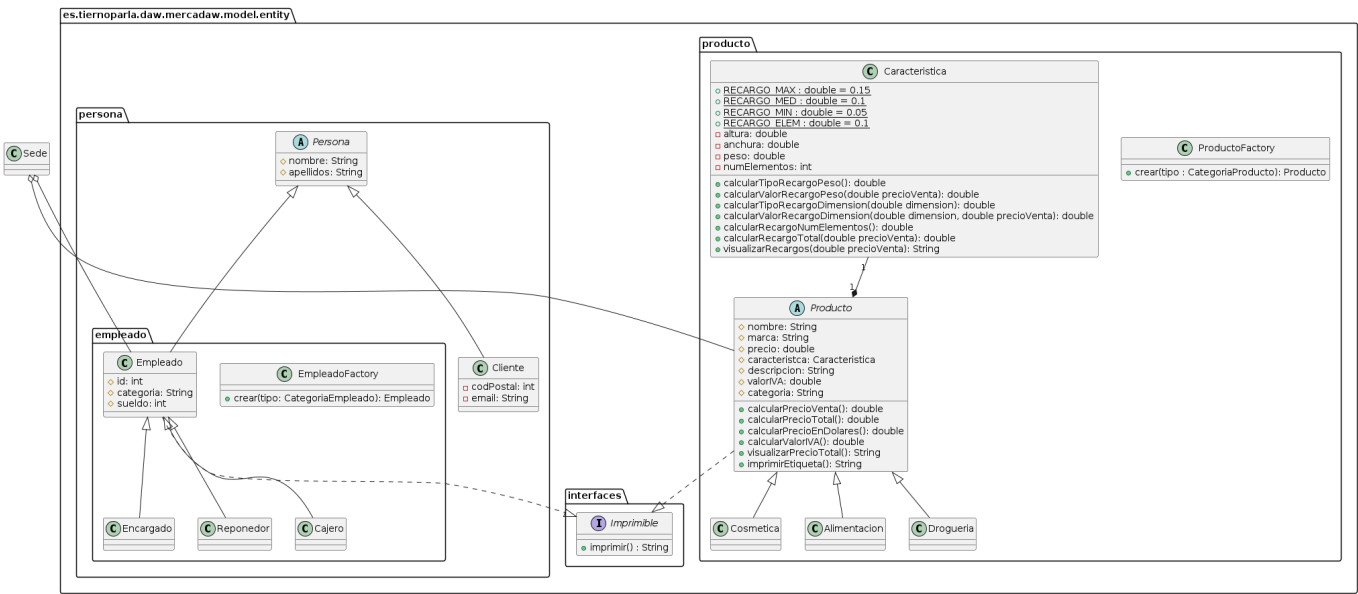 es.tiernoparla.daw.mercadaw.model.entity
producto
C Caracteristica
RECARGO_MAX : double = 0.15
RECARGO_MED : double = 0.1
RECARGO_MIN : double = 0.05
RECARGO_ELEM : double = 0.1
altura: double
anchura: double
peso: double
numElementos: int
calcularTipoRecargoPeso(): double
calcularValorRecargoPeso(double precioVenta): double
calcularTipoRecargoDimension(double dimension): double
calcularValorRecargoDimension(double dimension, double precioVenta): double
calcularRecargoNumElementos(): double
calcularRecargoTotal(double precioVenta): double
visualizarRecargos(double precioVenta): String
C ProductoFactory
crear(tipo : CategoriaProducto): Producto
persona
C Sede
A Persona
nombre: String
apellidos: String
1
1
A Producto
nombre: String
marca: String
precio: double
caracteristca: Caracteristica
descripcion: String
valorIVA: double
categoria: String
calcularPrecioVenta(): double
calcularPrecioTotal(): double
calcularPrecioEnDolares(): double
calcularValorIVA(): double
visualizarPrecioTotal(): String
imprimirEtiqueta(): String
empleado
C Empleado
id: int
categoria: String
sueldo: int
C EmpleadoFactory
crear(tipo: CategoriaEmpleado): Empleado
C Cliente
codPostal: int
email: String
interfaces
I Imprimible
imprimir() : String
C Encargado
C Reponedor
C Cajero
C Cosmetica
C Alimentacion
C Drogueria